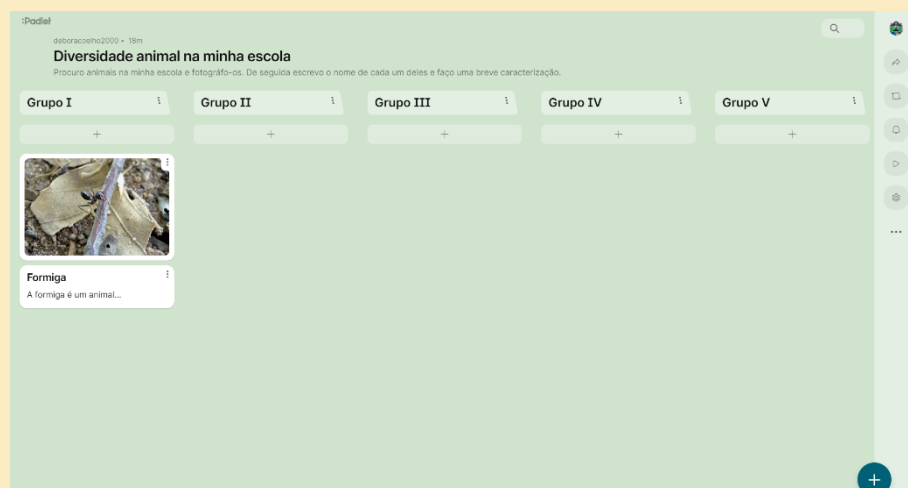 :Padlet
deboracoelho2000 • 18m
Diversidade animal na minha escola
Procuro animais na minha escola e fotográfo-os. De seguida escrevo o nome de cada um deles e faço uma breve caracterização.
Grupo I
Grupo II
Grupo III
Grupo IV
Grupo V
Formiga
A formiga é um animal...